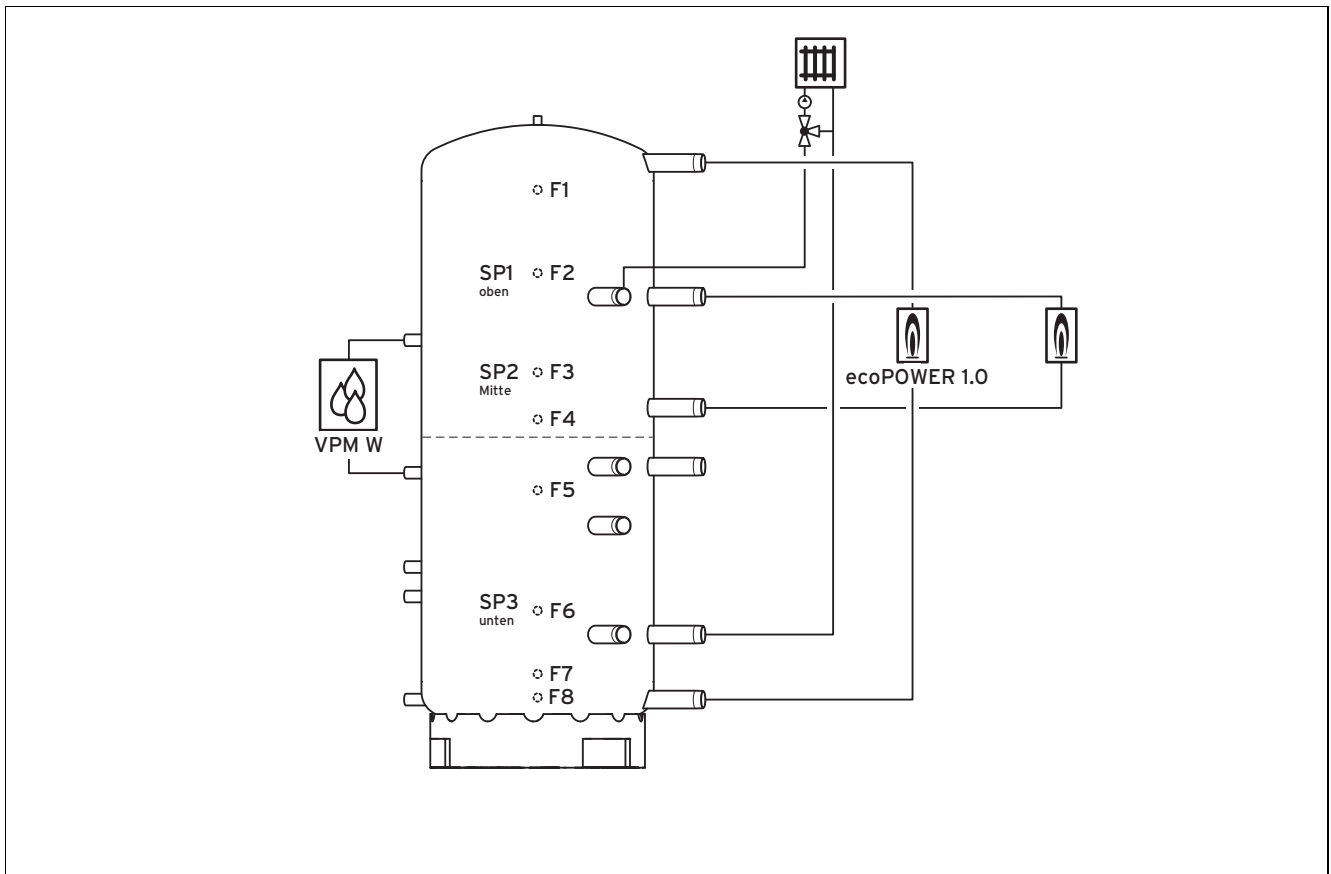 F1
SP1 F2
oben
SP2 F3
Mitte
ecoPOWER 1.0
F4
VPM W
F5
SP3 F6
unten
F7
F8